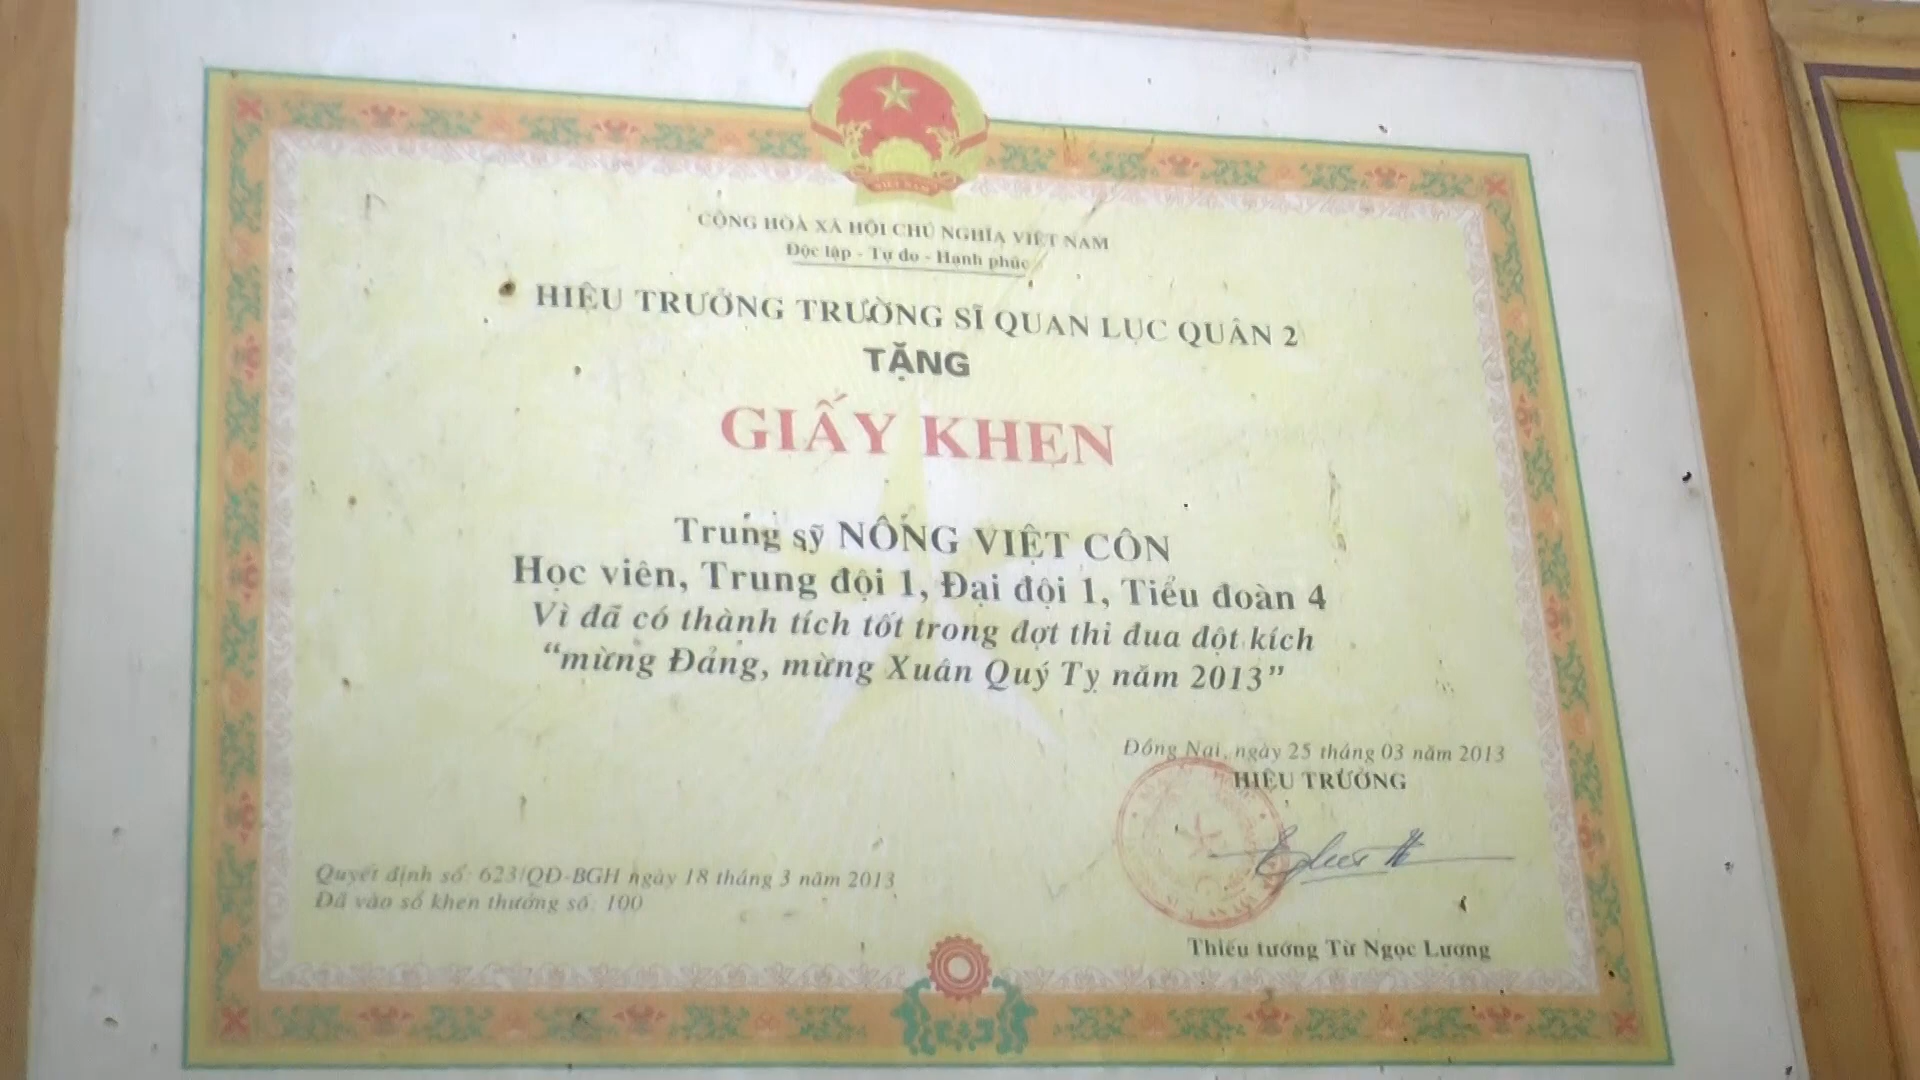 VIỆT NAM
CỘNG HOÀ XÃ HỘI CHỦ NGHĨA VIỆT NAM
Độc lập - Tự do - Hạnh phúc
HIỆU TRƯỞNG TRƯỜNG SĨ QUAN LỤC QUÂN 2
TẶNG
GIẤY KHEN
Trung sỹ NÔNG VIỆT CÔN
Học viên, Trung đội 1, Đại đội 1, Tiểu đoàn 4
Vì đã có thành tích tốt trong đợt thi đua đột kích
“mừng Đảng, mừng Xuân Quý Tỵ năm 2013”
Đồng Nai, ngày 25 tháng 03 năm 2013
HIỆU TRƯỞNG
Quyết định số: 623/QĐ-BGH ngày 18 tháng 3 năm 2013
Đã vào sổ khen thưởng số: 100
Thiếu tướng Từ Ngọc Lương